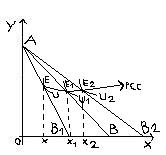 Y
A
E E1 E2 PCC
U U1 U2
O X X1 B1 X2 B B2 X